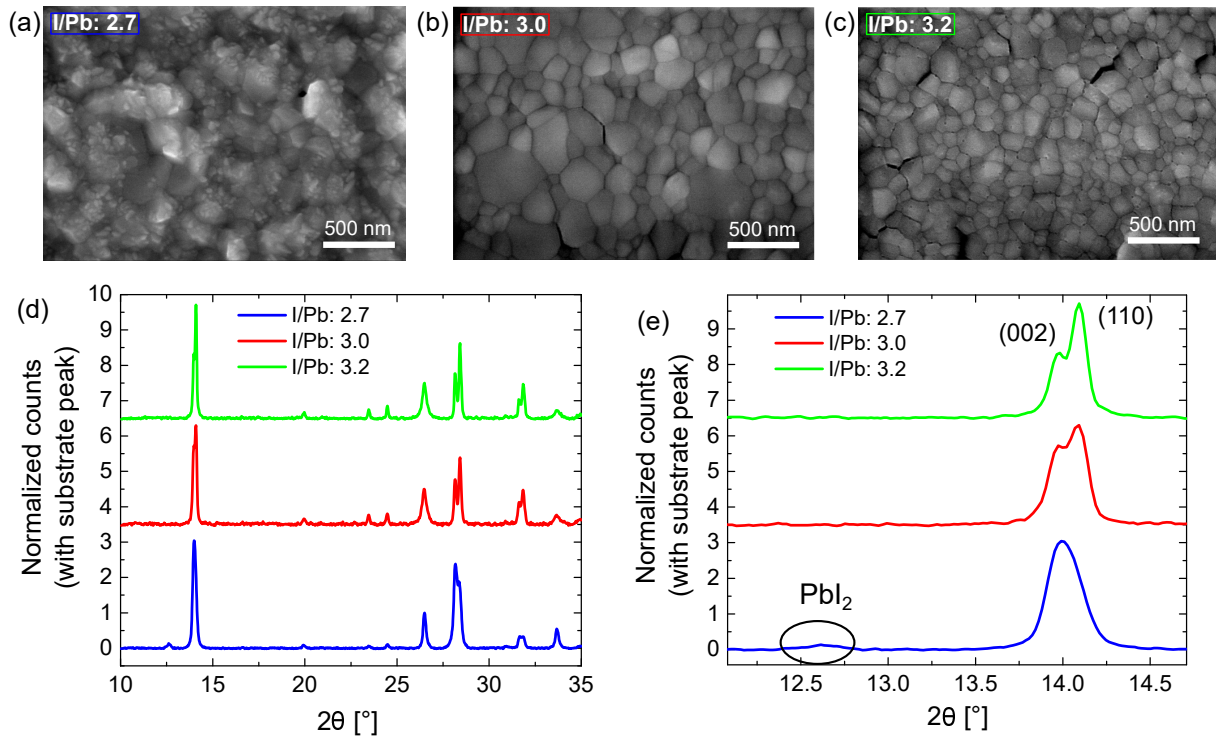 (a)
I/Pb: 2.7
500 nm
(b)
I/Pb: 3.0
500 nm
(c)
I/Pb: 3.2
500 nm
(d)
Normalized counts
(with substrate peak)
10
9
8
7
6
5
4
3
2
1
0
I/Pb: 2.7
I/Pb: 3.0
I/Pb: 3.2
10
15
20
25
30
35
2θ [°]
(e)
Normalized counts
(with substrate peak)
9
8
7
6
5
4
3
2
1
0
I/Pb: 2.7
I/Pb: 3.0
I/Pb: 3.2
(002)
(110)
PbI₂
12.5
13.0
13.5
14.0
14.5
2θ [°]